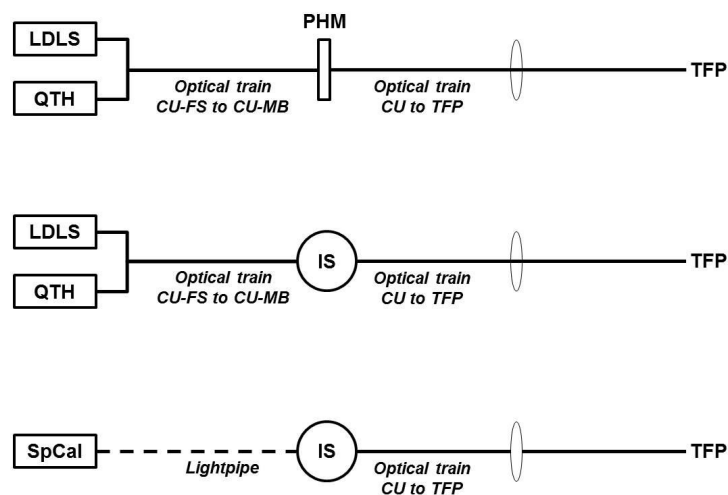 PHM
LDLS
QTH
Optical train
CU-FS to CU-MB
Optical train
CU to TFP
TFP
LDLS
QTH
IS
Optical train
CU-FS to CU-MB
Optical train
CU to TFP
TFP
SpCal
Lightpipe
IS
Optical train
CU to TFP
TFP